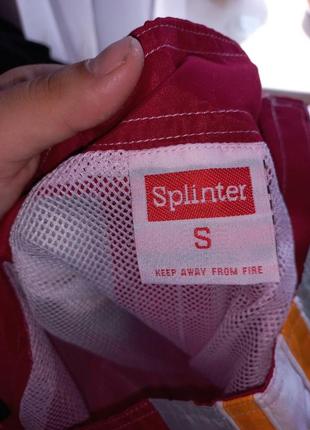 Splinter
S
KEEP AWAY FROM FIRE